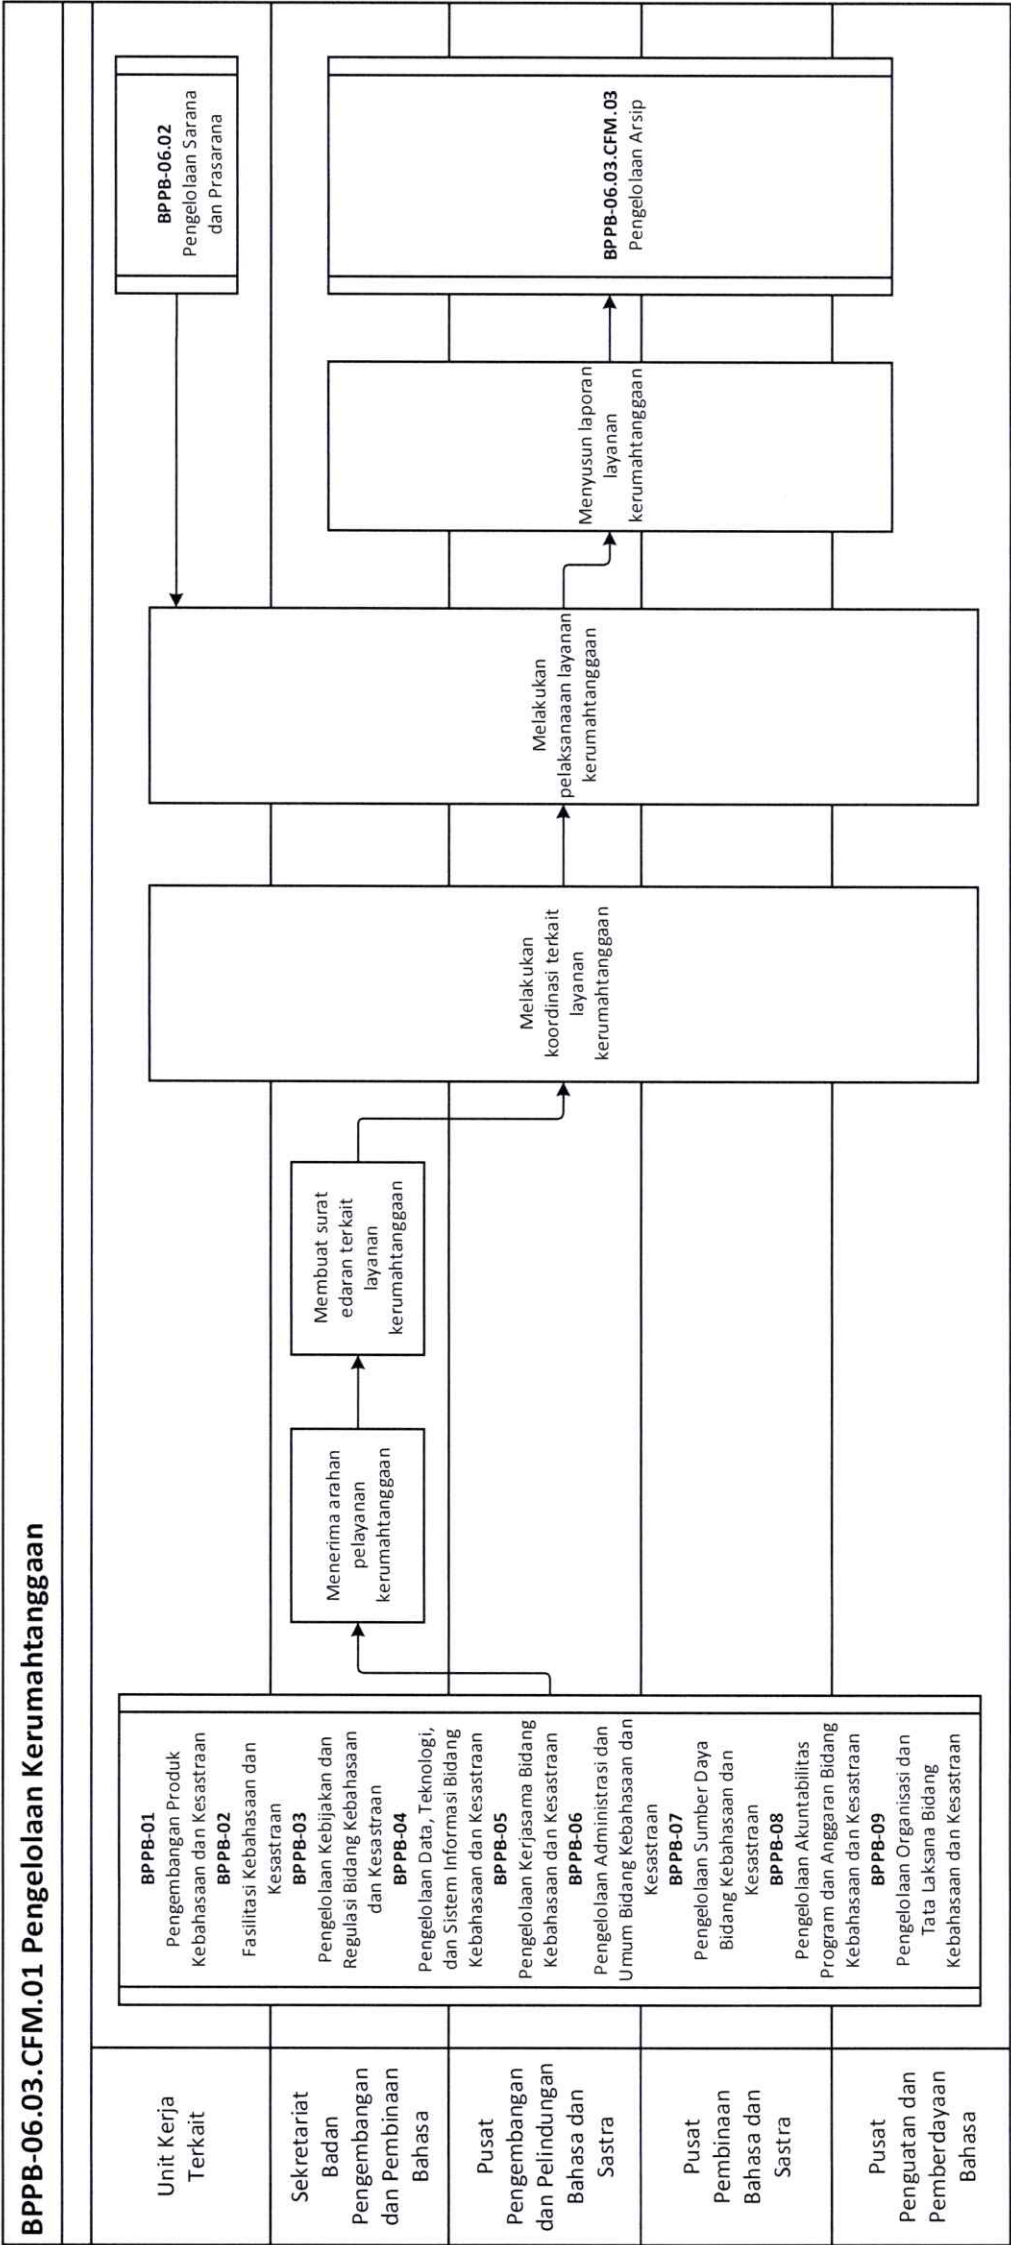 BPPB-06.03.CFM.01 Pengelolaan Kerumahtanggaan
Unit Kerja
Terkait
Sekretariat
Badan
Pengembangan
dan Pembinaan
Bahasa
Pusat
Pengembangan
dan Pelindungan
Bahasa dan
Sastra
Pusat
Pembinaan
Bahasa dan
Sastra
Pusat
Penguatan dan
Pemberdayaan
Bahasa
BPPB-01
Pengembangan Produk
Kebahasaan dan Kesastraan
BPPB-02
Fasilitasi Kebahasaan dan
Kesastraan
BPPB-03
Pengelolaan Kebijakan dan
Regulasi Bidang Kebahasaan
dan Kesastraan
BPPB-04
Pengelolaan Data, Teknologi,
dan Sistem Informasi Bidang
Kebahasaan dan Kesastraan
BPPB-05
Pengelolaan Kerjasama Bidang
Kebahasaan dan Kesastraan
BPPB-06
Pengelolaan Administrasi dan
Umum Bidang Kebahasaan dan
Kesastraan
BPPB-07
Pengelolaan Sumber Daya
Bidang Kebahasaan dan
Kesastraan
BPPB-08
Pengelolaan Akuntabilitas
Program dan Anggaran Bidang
Kebahasaan dan Kesastraan
BPPB-09
Pengelolaan Organisasi dan
Tata Laksana Bidang
Kebahasaan dan Kesastraan
Menerima arahan
pelayanan
kerumahtanggaan
Membuat surat
edaran terkait
layanan
kerumahtanggaan
Melakukan
koordinasi terkait
layanan
kerumahtanggaan
Melakukan
pelaksanaaan layanan
kerumahtanggaan
Menyusun laporan
layanan
kerumahtanggaan
BPPB-06.02
Pengelolaan Sarana
dan Prasarana
BPPB-06.03.CFM.03
Pengelolaan Arsip